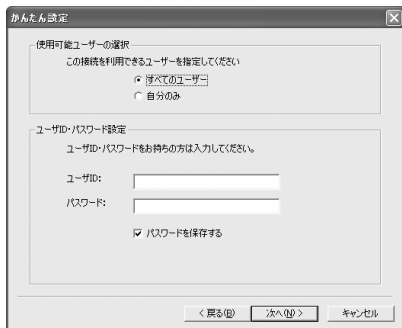 かんたん設定
使用可能ユーザーの選択
この接続を利用できるユーザーを指定してください
すべてのユーザー
自分のみ
ユーザID・パスワード設定
ユーザID・パスワードをお持ちの方は入力してください。
ユーザID:
パスワード:
パスワードを保存する
< 戻る(B) 次へ(N) > キャンセル